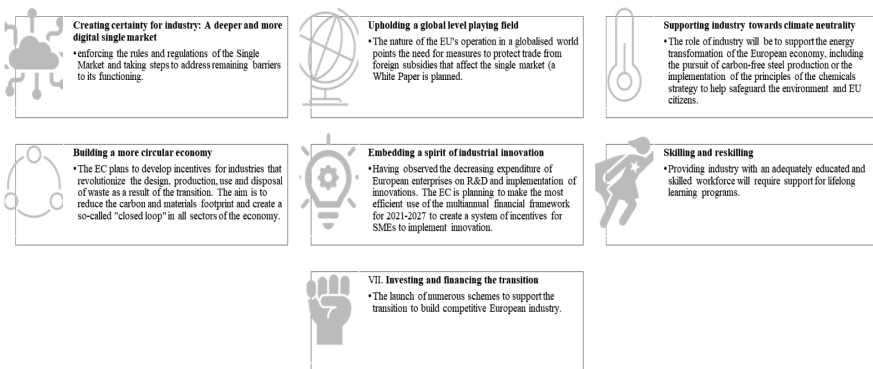 Creating certainty for industry: A deeper and more
digital single market
•enforcing the rules and regulations of the Single
Market and taking steps to address remaining barriers
to its functioning.
Upholding a global level playing field
•The nature of the EU's operation in a globalised world
points the need for measures to protect trade from
foreign subsidies that affect the single market (a
White Paper is planned.
Supporting industry towards climate neutrality
•The role of industry will be to support the energy
transformation of the European economy, including
the pursuit of carbon-free steel production or the
implementation of the principles of the chemicals
strategy to help safeguard the environment and EU
citizens.
Building a more circular economy
•The EC plans to develop incentives for industries that
revolutionize the design, production, use and disposal
of waste as a result of the transition. The aim is to
reduce the carbon and materials footprint and create a
so-called "closed loop" in all sectors of the economy.
Embedding a spirit of industrial innovation
•Having observed the decreasing expenditure of
European enterprises on R&D and implementation of
innovations. The EC is planning to make the most
efficient use of the multiannual financial framework
for 2021-2027 to create a system of incentives for
SMEs to implement innovation.
Skilling and reskilling
•Providing industry with an adequately educated and
skilled workforce will require support for lifelong
learning programs.
VII. Investing and financing the transition
•The launch of numerous schemes to support the
transition to build competitive European industry.